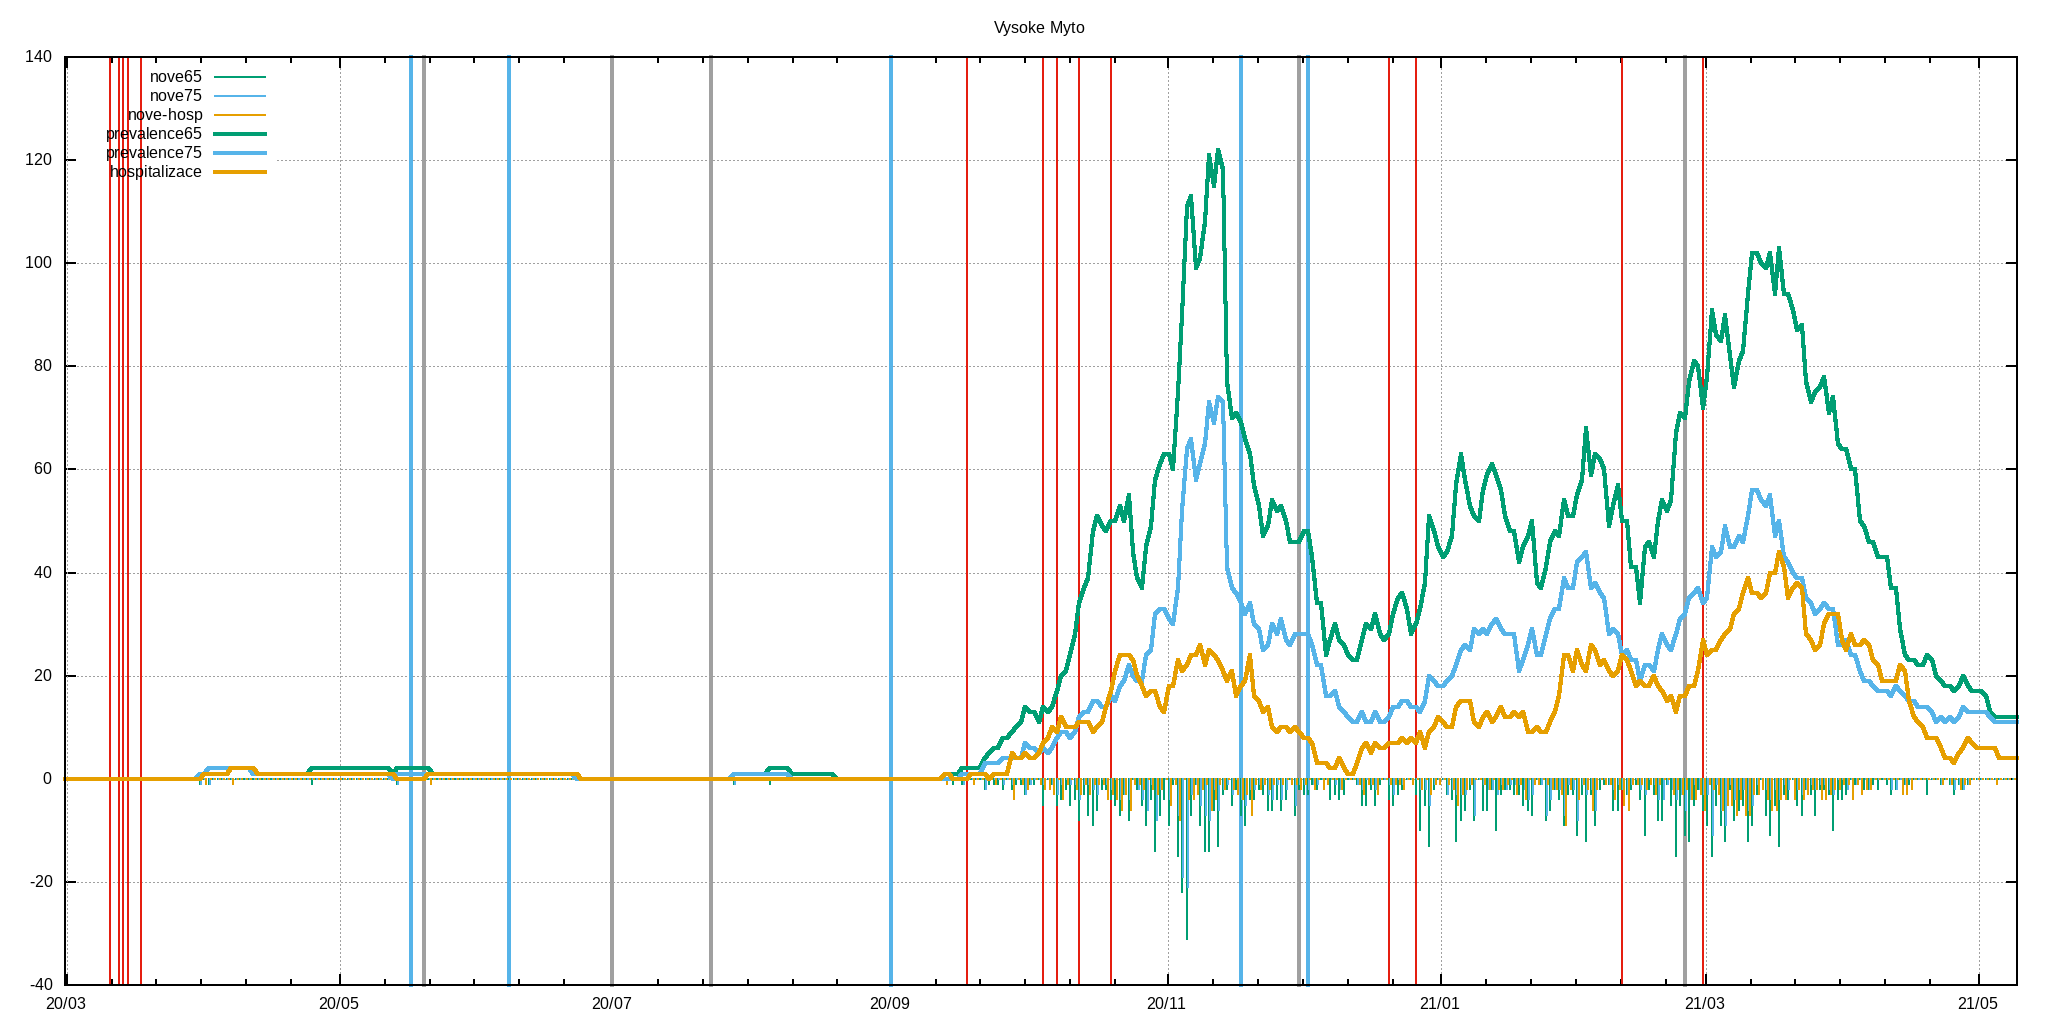 Vysoke Myto
140
120
100
80
60
40
20
0
-20
-40
nove65
nove75
nove-hosp
prevalence65
prevalence75
hospitalizace
20/03 20/05 20/07 20/09 20/11 21/01 21/03 21/05